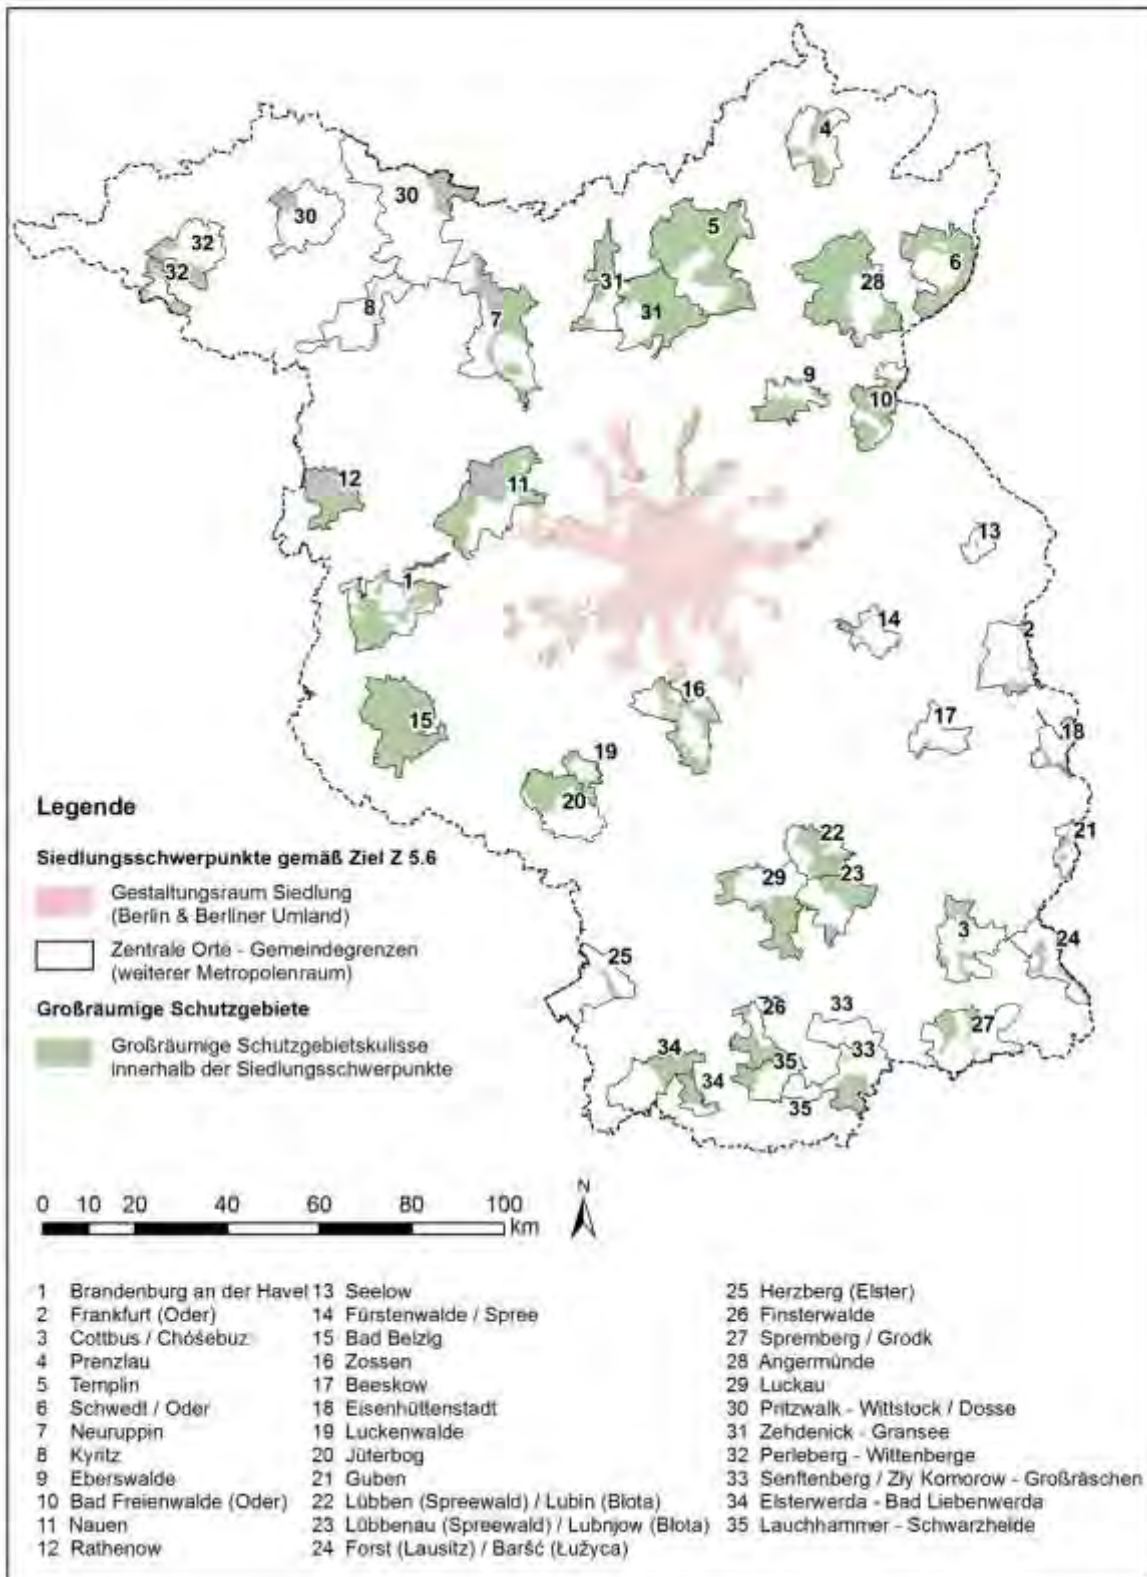 4
30
30
5
32
32
31
31
28
6
8
7
9
10
12
11
13
1
1
14
2
15
16
17
18
19
20
22
21
29
23
3
24
25
26
33
27
34
35
33
34
35
Legende
Siedlungsschwerpunkte gemäß Ziel Z 5.6
Gestaltungsraum Siedlung
(Berlin & Berliner Umland)
Zentrale Orte - Gemeindegrenzen
(weiterer Metropolenraum)
Großräumige Schutzgebiete
Großräumige Schutzgebietskulisse
innerhalb der Siedlungsschwerpunkte
0 10 20 40 60 80 100
km
N
1 Brandenburg an der Havel
2 Frankfurt (Oder)
3 Cottbus / Chóśebuz
4 Prenzlau
5 Templin
6 Schwedt / Oder
7 Neuruppin
8 Kyritz
9 Eberswalde
10 Bad Freienwalde (Oder)
11 Nauen
12 Rathenow
13 Seelow
14 Fürstenwalde / Spree
15 Bad Belzig
16 Zossen
17 Beeskow
18 Eisenhüttenstadt
19 Luckenwalde
20 Jüterbog
21 Guben
22 Lübben (Spreewald) / Lubin (Błota)
23 Lübbenau (Spreewald) / Lubnjow (Błota)
24 Forst (Lausitz) / Baršć (Łužyca)
25 Herzberg (Elster)
26 Finsterwalde
27 Spremberg / Grodk
28 Angermünde
29 Luckau
30 Pritzwalk - Wittstock / Dosse
31 Zehdenick - Gransee
32 Perleberg - Wittenberge
33 Senftenberg / Zły Komorow - Großräschen
34 Elsterwerda - Bad Liebenwerda
35 Lauchhammer - Schwarzheide